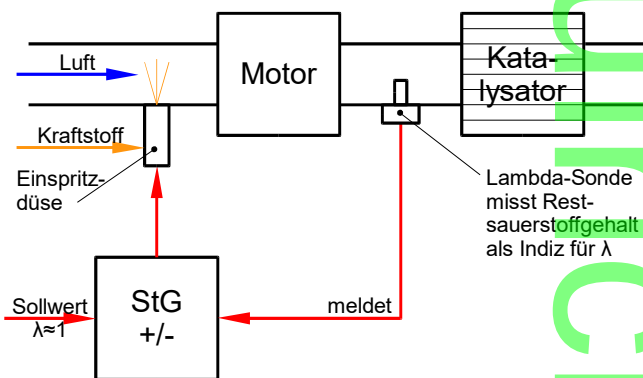 Luft
Motor
Kata-
lysator
Kraftstoff
Einspritz-
düse
Lambda-Sonde
misst Rest-
sauerstoffgehalt
als Indiz für λ
Sollwert
λ≈1
StG
+/-
meldet